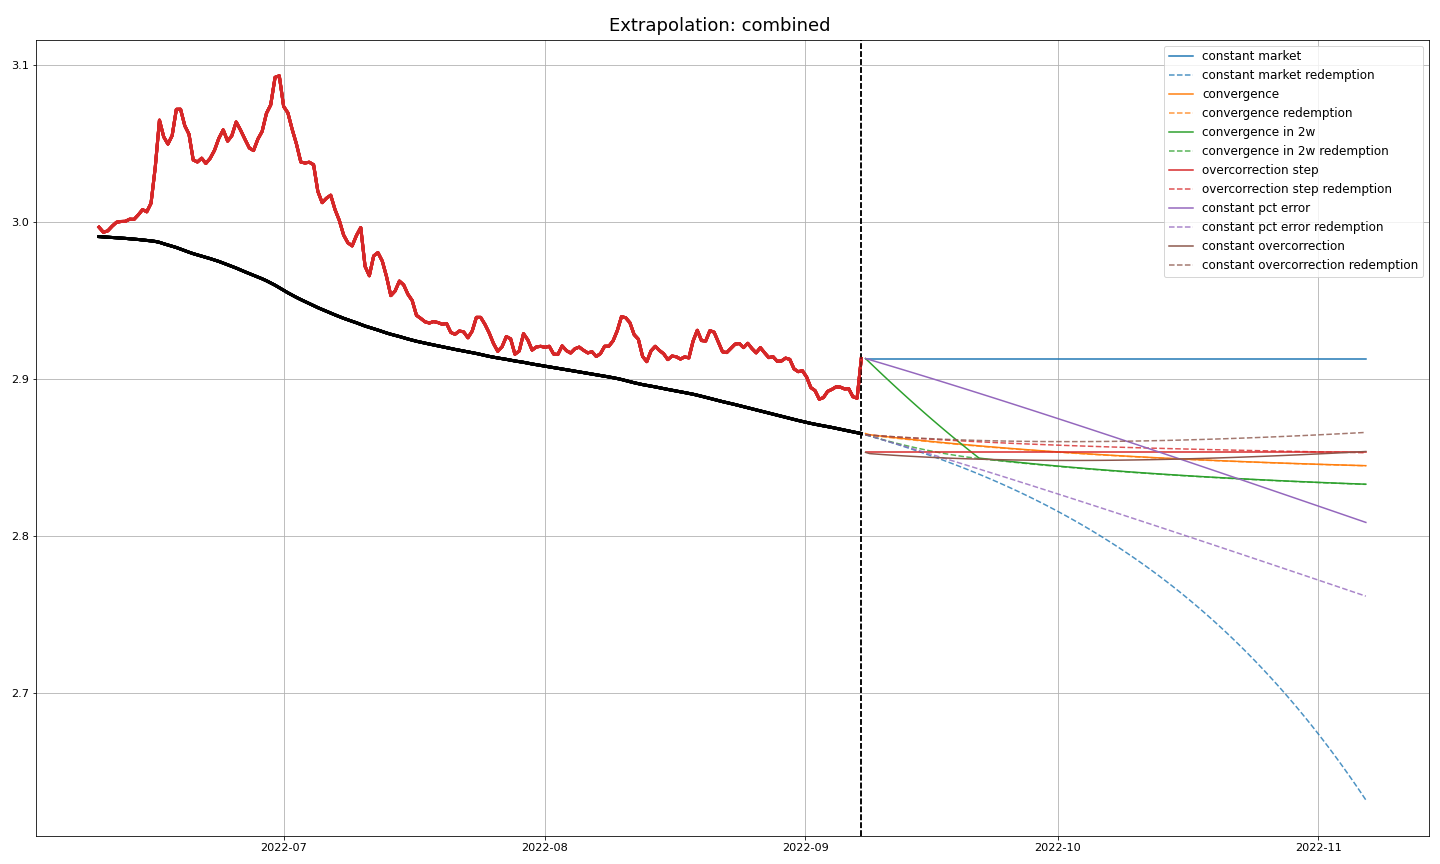 Extrapolation: combined
3.1
3.0
2.9
2.8
2.7
constant market
constant market redemption
convergence
convergence redemption
convergence in 2w
convergence in 2w redemption
overcorrection step
overcorrection step redemption
constant pct error
constant pct error redemption
constant overcorrection
constant overcorrection redemption
2022-07 2022-08 2022-09 2022-10 2022-11